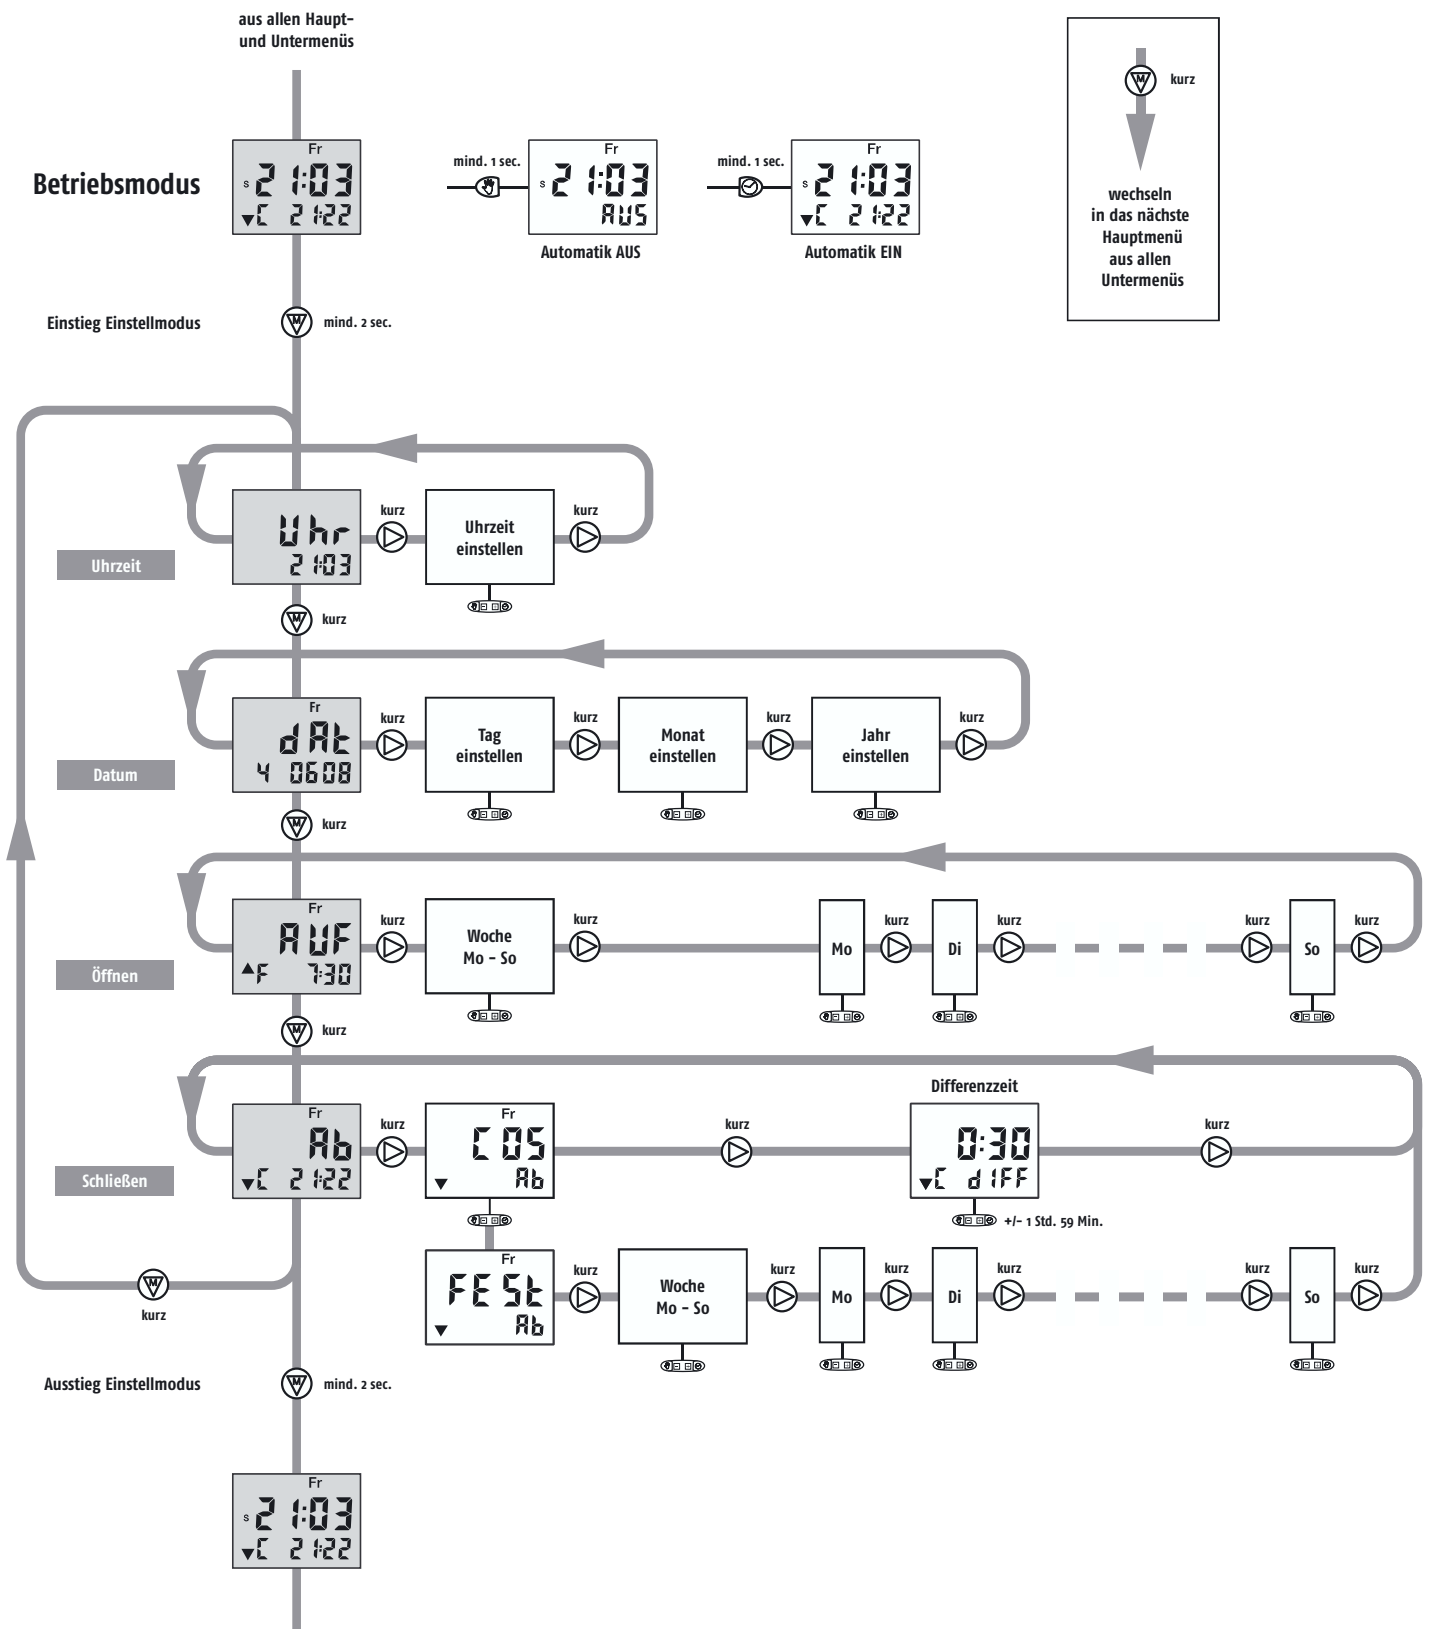 aus allen Haupt-
und Untermenüs
Betriebsmodus
Fr
s 21:03
▼C 21:22
mind. 1 sec.
Fr
s 21:03
AUS
Automatik AUS
mind. 1 sec.
Fr
s 21:03
▼C 21:22
Automatik EIN
M kurz
wechseln
in das nächste
Hauptmenü
aus allen
Untermenüs
Einstieg Einstellmodus
M mind. 2 sec.
Uhrzeit
Uhr
21:03
kurz
Uhrzeit
einstellen
kurz
M kurz
Datum
Fr
dAt
4 0608
kurz
Tag
einstellen
kurz
Monat
einstellen
kurz
Jahr
einstellen
kurz
M kurz
Öffnen
Fr
AUF
▲F 7:30
kurz
Woche
Mo – So
kurz
Mo
kurz
Di
kurz
kurz
So
kurz
M kurz
Schließen
Fr
Ab
▼C 21:22
kurz
Fr
COS
▼ Ab
kurz
Differenzzeit
0:30
▼C dIFF
+/– 1 Std. 59 Min.
kurz
Fr
FESt
▼ Ab
kurz
Woche
Mo – So
kurz
Mo
kurz
Di
kurz
kurz
So
kurz
M
kurz
Ausstieg Einstellmodus
M mind. 2 sec.
Fr
s 21:03
▼C 21:22